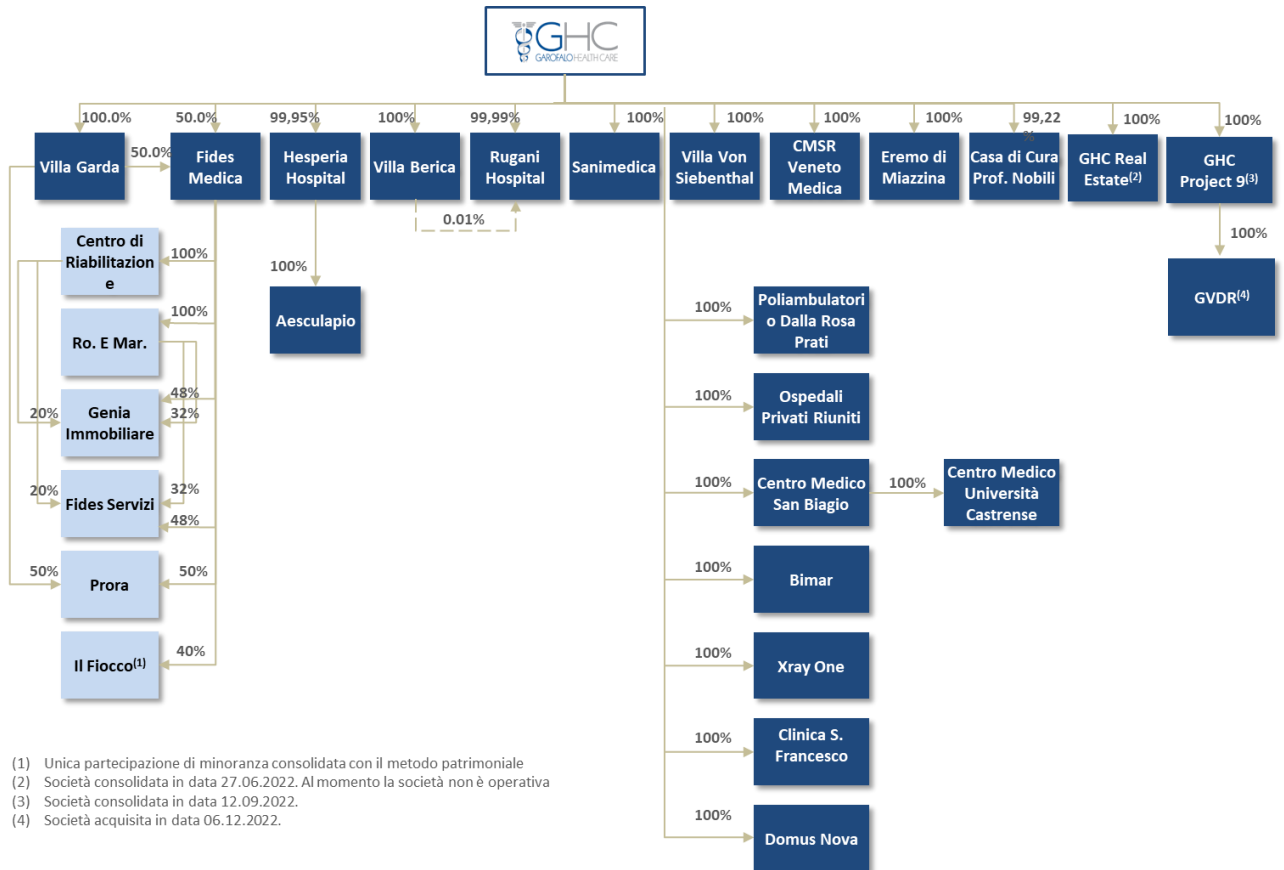 GHC
GAROFALO HEALTH CARE
100.0%
50.0%
99,95%
100%
99,99%
100%
100%
100%
100%
99,22
%
100%
100%
Villa Garda
50.0%
Fides
Medica
Hesperia
Hospital
Villa Berica
Rugani
Hospital
Sanimedica
Villa Von
Siebenthal
CMSR
Veneto
Medica
Eremo di
Miazzina
Casa di Cura
Prof. Nobili
GHC Real
Estate(2)
GHC
Project 9(3)
0.01%
100%
GVDR(4)
Centro di
Riabilitazion
e
100%
100%
Aesculapio
Ro. E Mar.
100%
Genia
Immobiliare
20%
48%
32%
Fides Servizi
20%
32%
48%
Prora
50%
50%
Il Fiocco(1)
40%
100%
Poliambulatori
o Dalla Rosa
Prati
100%
Ospedali
Privati Riuniti
100%
Centro Medico
San Biagio
100%
Centro Medico
Università
Castrense
100%
Bimar
100%
Xray One
100%
Clinica S.
Francesco
100%
Domus Nova
(1) Unica partecipazione di minoranza consolidata con il metodo patrimoniale
(2) Società consolidata in data 27.06.2022. Al momento la società non è operativa
(3) Società consolidata in data 12.09.2022.
(4) Società acquisita in data 06.12.2022.